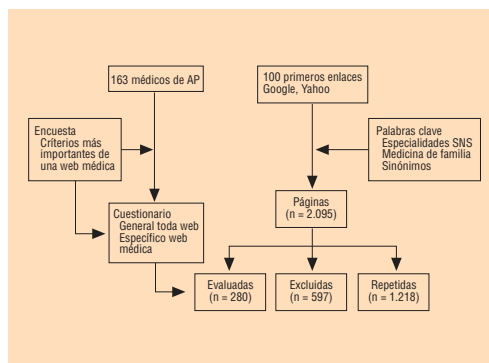 163 médicos de AP
100 primeros enlaces
Google, Yahoo
Encuesta
Críterios más
importantes de
una web médica
Palabras clave
Especialidades SNS
Medicina de familia
Sinónimos
Cuestionario
General toda web
Específico web
médica
Páginas
(n = 2.095)
Evaluadas
(n = 280)
Excluidas
(n = 597)
Repetidas
(n = 1.218)